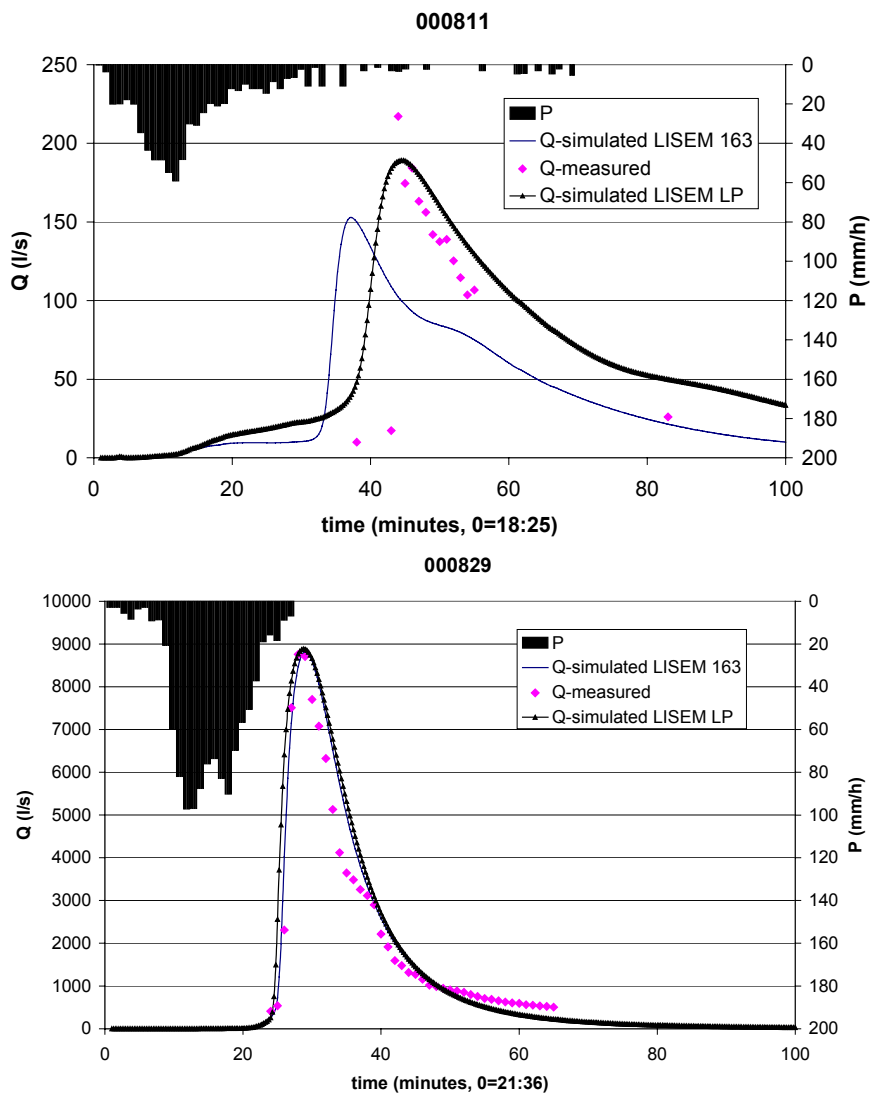 000811
250
200
150
100
50
0
Q (l/s)
0
20
40
60
80
100
120
140
160
180
200
P (mm/h)
P
Q-simulated LISEM 163
Q-measured
Q-simulated LISEM LP
0 20 40 60 80 100
time (minutes, 0=18:25)
000829
10000
9000
8000
7000
6000
5000
4000
3000
2000
1000
0
Q (l/s)
0
20
40
60
80
100
120
140
160
180
200
P (mm/h)
P
Q-simulated LISEM 163
Q-measured
Q-simulated LISEM LP
0 20 40 60 80 100
time (minutes, 0=21:36)